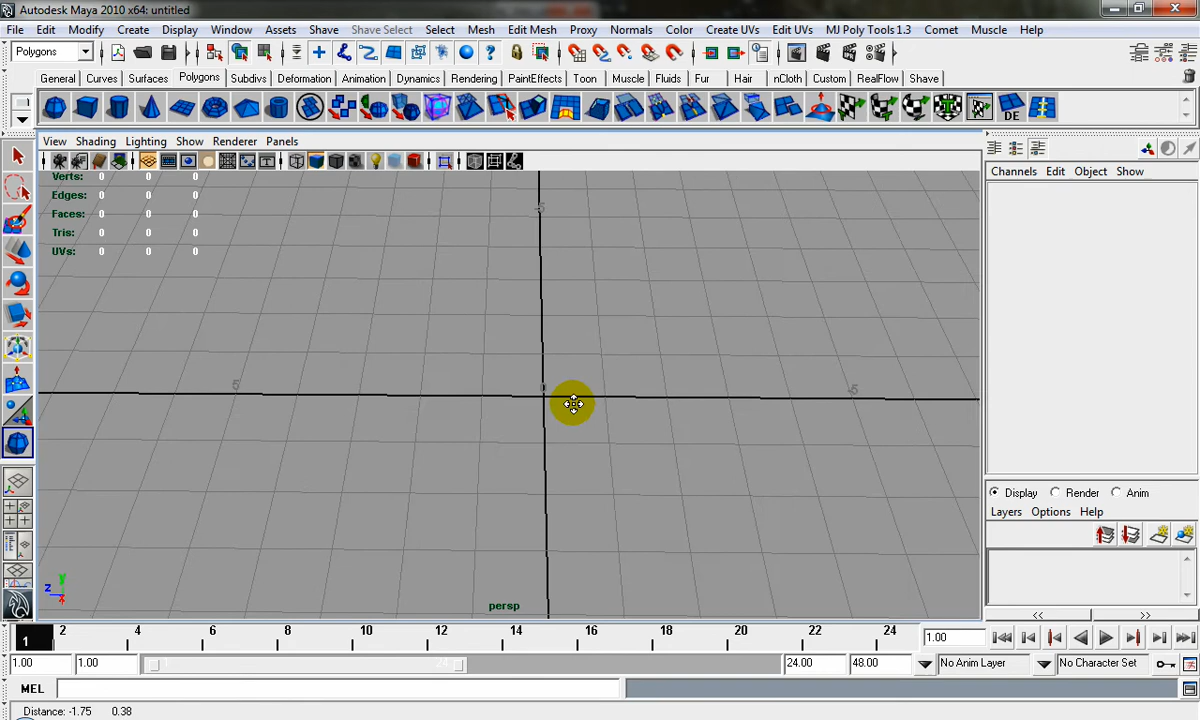 Autodesk Maya 2010 x64: untitled
File Edit Modify Create Display Window Assets Shave Shave Select Select Mesh Edit Mesh Proxy Normals Color Create UVs Edit UVs MJ Poly Tools 1.3 Comet Muscle Help
Polygons
General Curves Surfaces Polygons Subdivs Deformation Animation Dynamics Rendering PaintEffects Toon Muscle Fluids Fur Hair nCloth Custom RealFlow Shave
DE
View Shading Lighting Show Renderer Panels
Channels Edit Object Show
Verts: 0 0 0
Edges: 0 0 0
Faces: 0 0 0
Tris: 0 0 0
UVs: 0 0 0
Display Render Anim
Layers Options Help
y
z
x
persp
<< >>
1 2 4 6 8 10 12 14 16 18 20 22 24
1.00
1.00 1.00 1 24 24.00 48.00 No Anim Layer No Character Set
MEL
Distance: -1.75 0.38